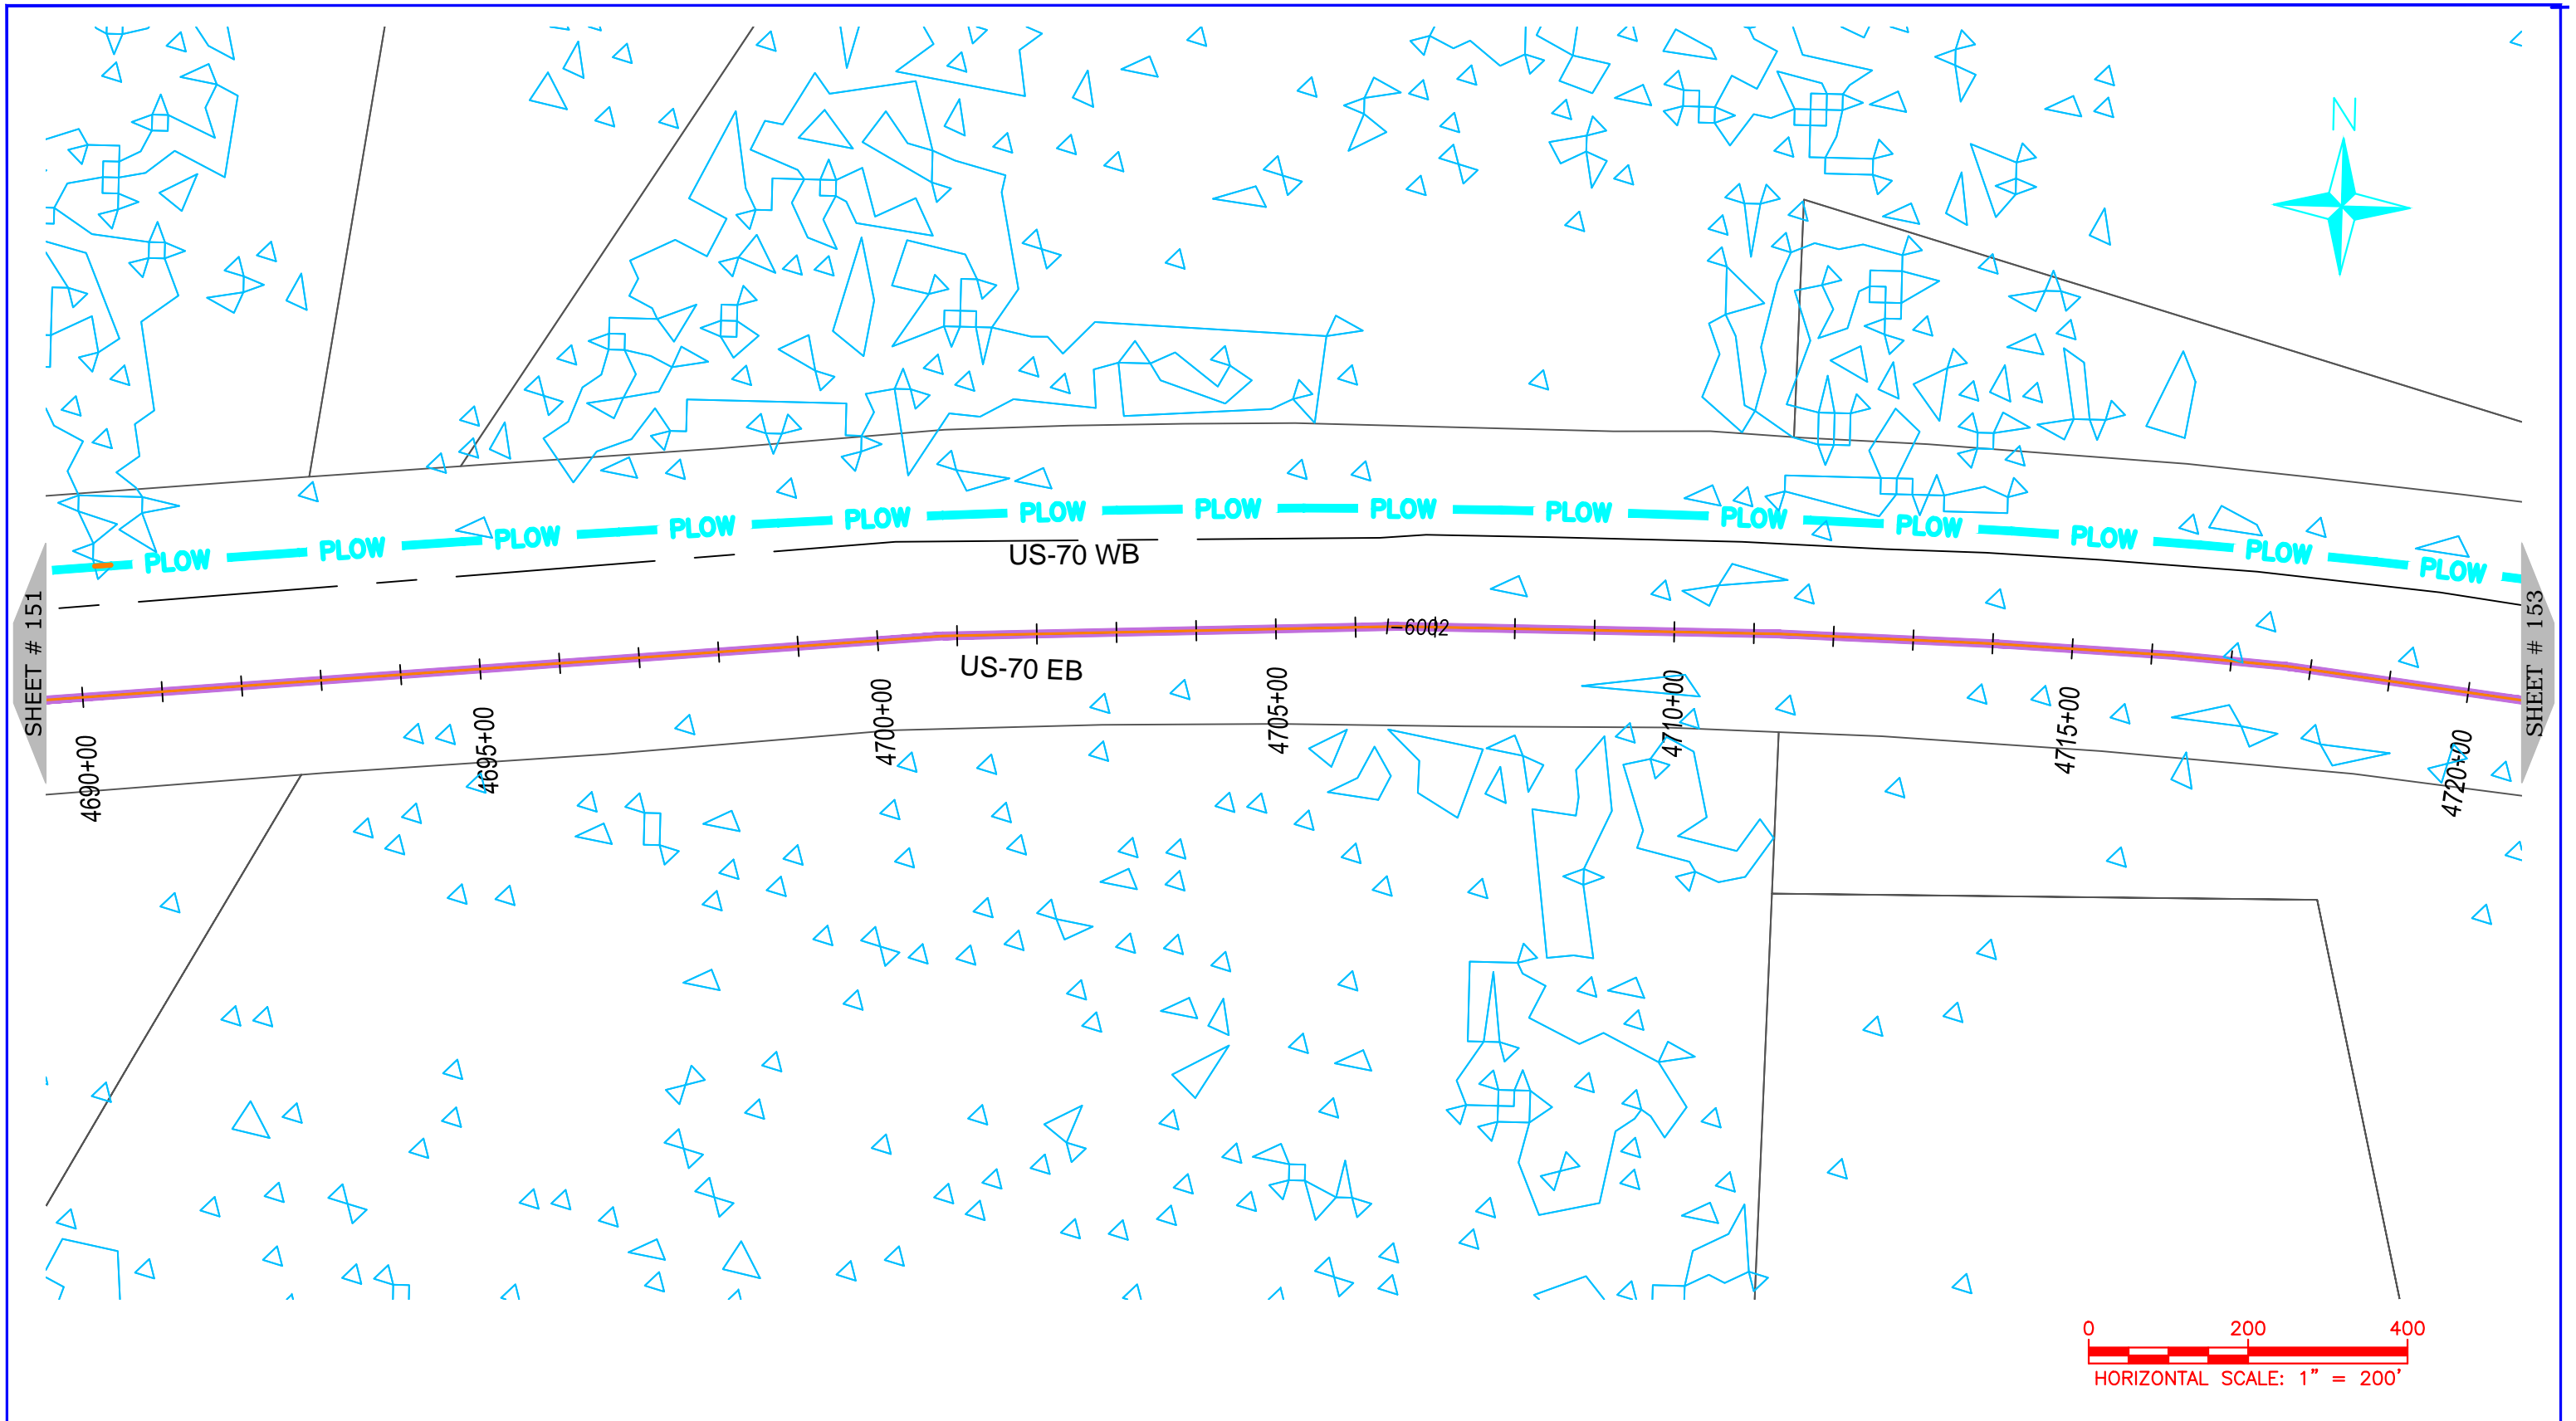 N
PLOW PLOW PLOW PLOW PLOW PLOW PLOW PLOW PLOW PLOW PLOW PLOW PLOW PLOW
US-70 WB
-6002
US-70 EB
SHEET # 151
SHEET # 153
4690+00
4695+00
4700+00
4705+00
4710+00
4715+00
4720+00
0 200 400
HORIZONTAL SCALE: 1" = 200'